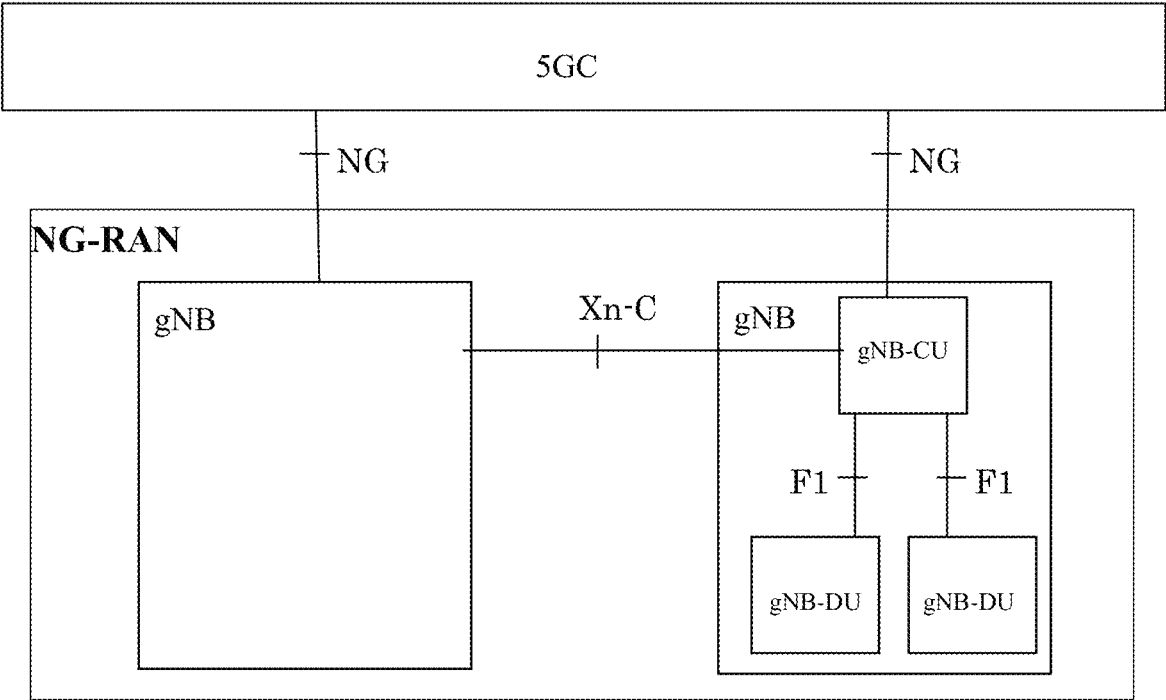 5GC
NG
NG
NG-RAN
gNB
Xn-C
gNB
gNB-CU
F1
F1
gNB-DU
gNB-DU